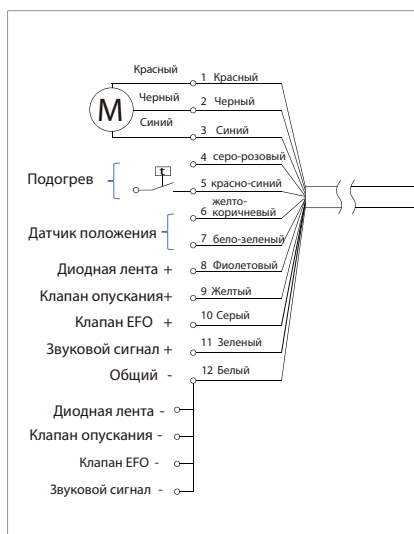 Красный
1 Красный
M
Черный
2 Черный
Синий
3 Синий
4 серо-розовый
t
Подогрев
5 красно-синий
желто-
6 коричневый
Датчик положения
7 бело-зеленый
Диодная лента +
8 Фиолетовый
Клапан опускания+
9 Желтый
Клапан EFO +
10 Серый
Звуковой сигнал +
11 Зеленый
Общий -
12 Белый
Диодная лента -
Клапан опускания -
Клапан EFO -
Звуковой сигнал -